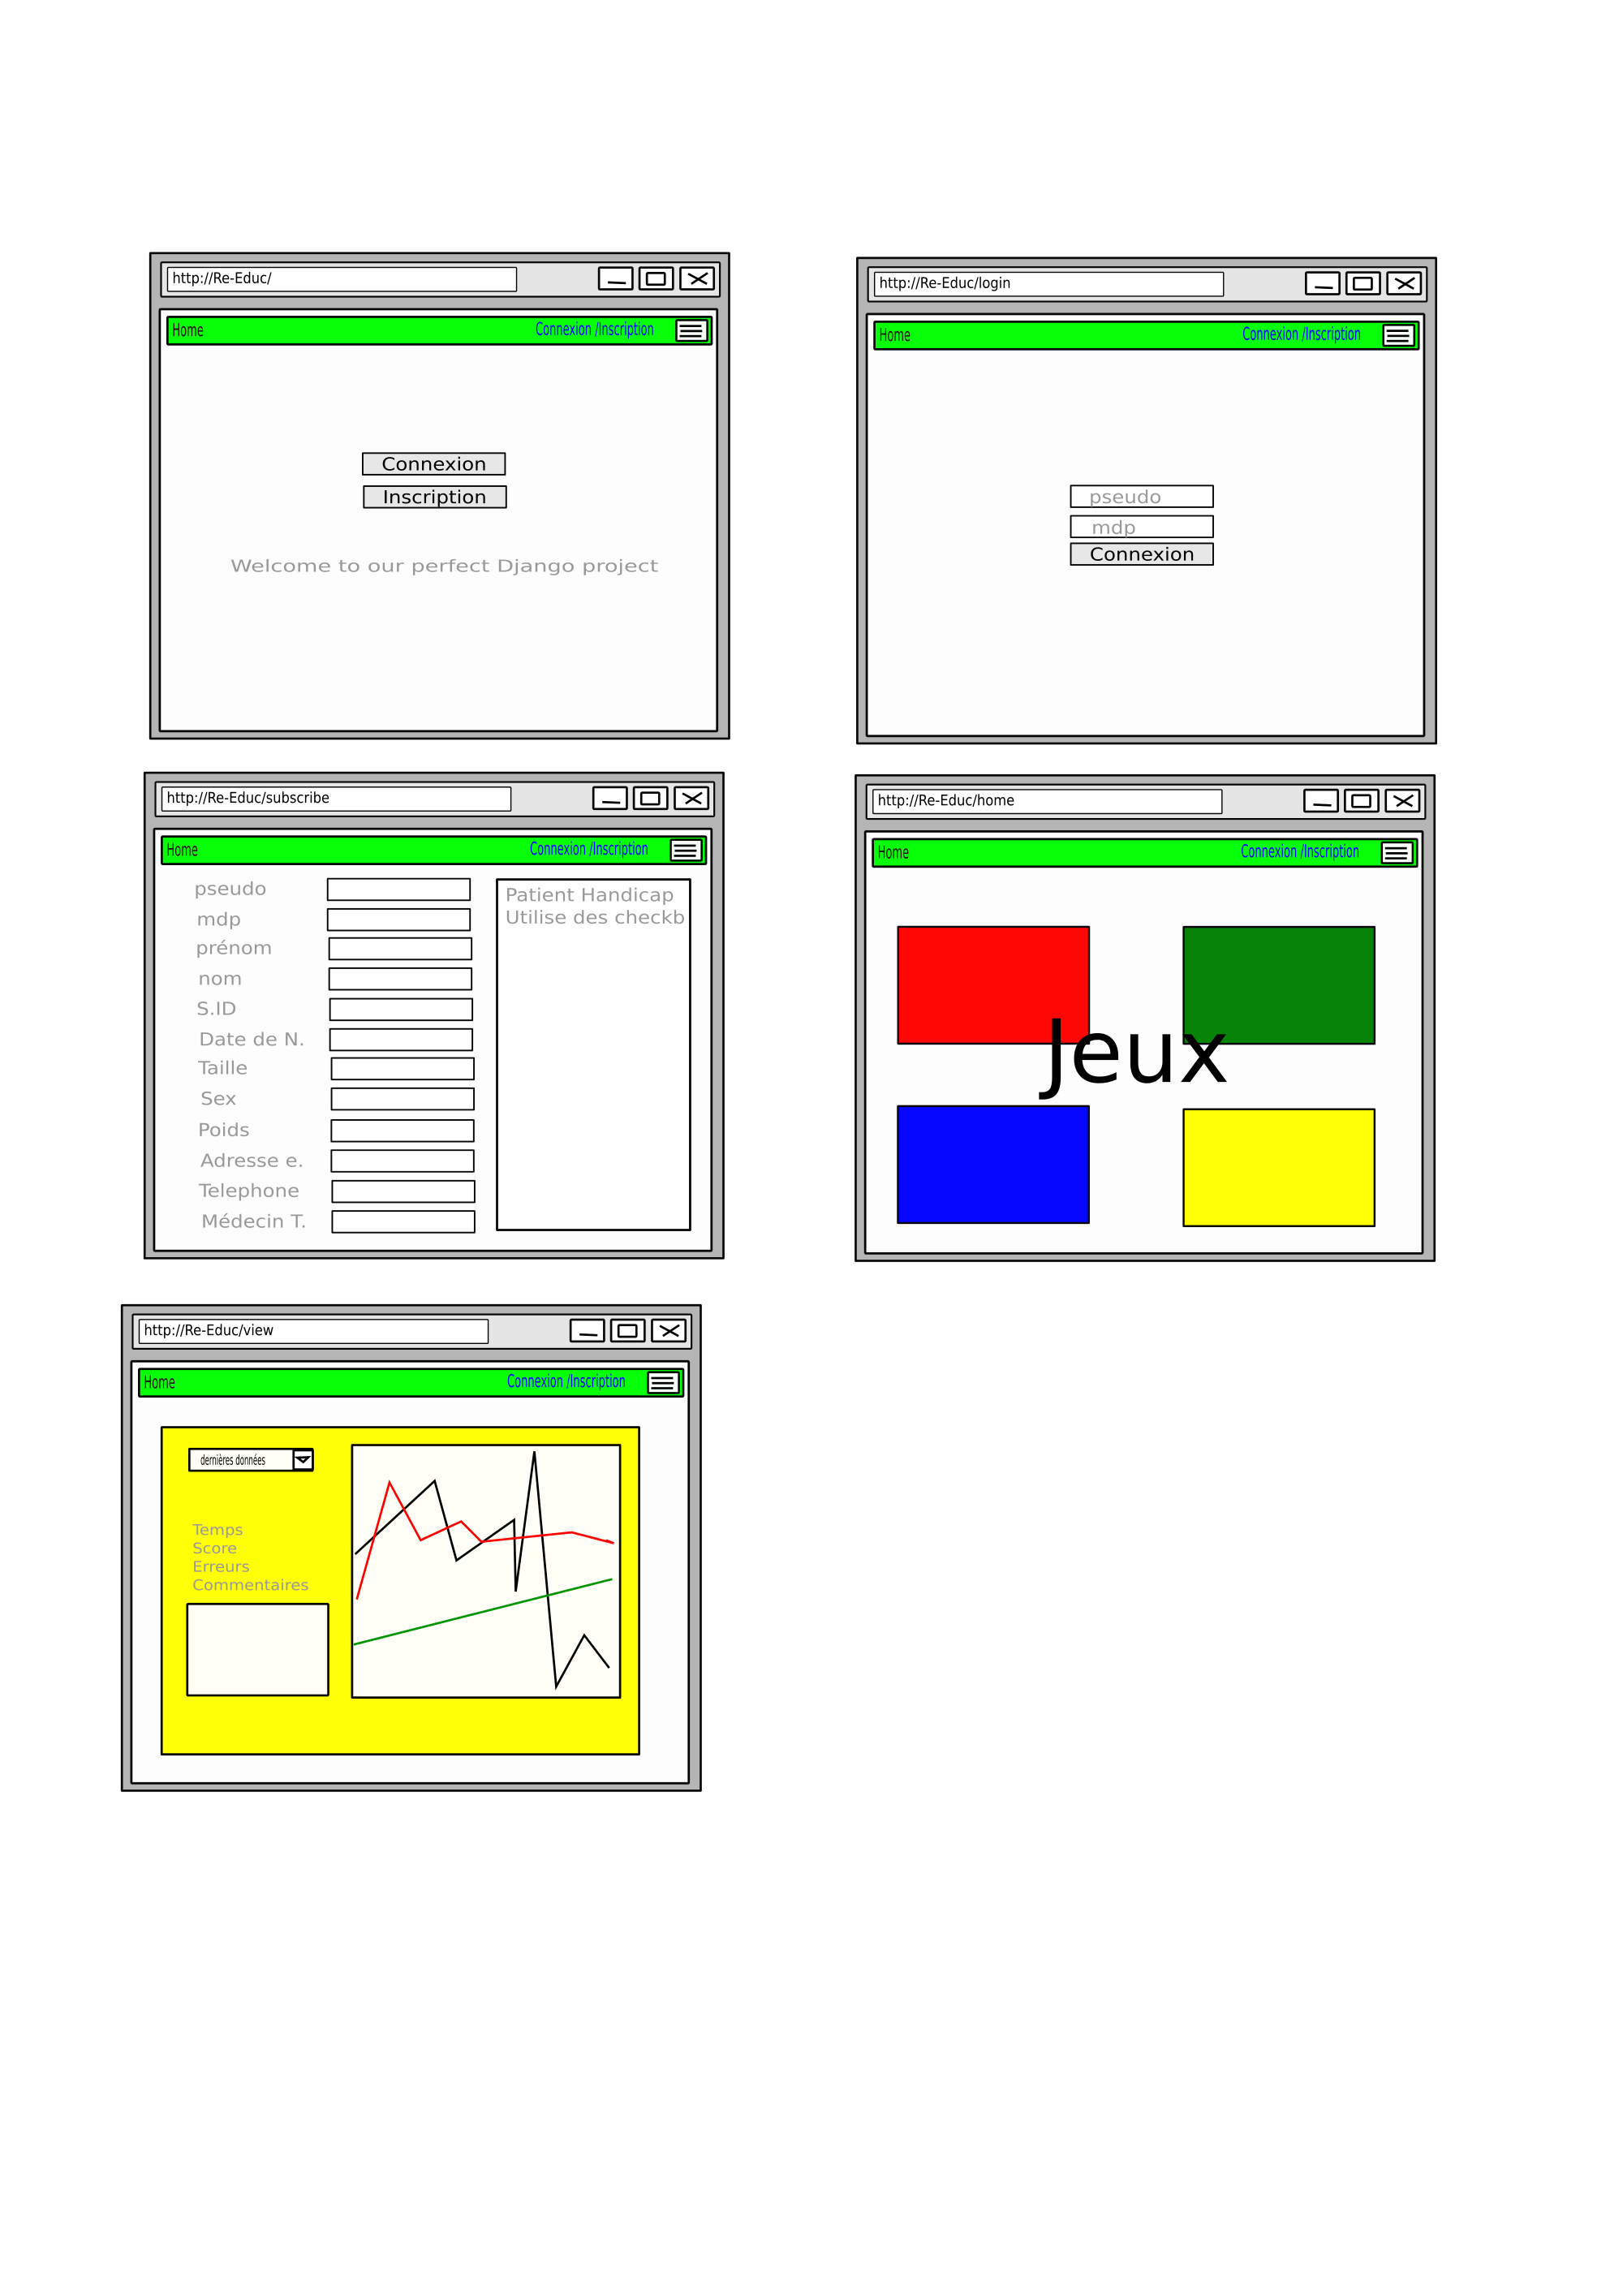 http://Re-Educ/
Home Connexion /Inscription
Connexion
Inscription
Welcome to our perfect Django project
http://Re-Educ/login
Home Connexion /Inscription
pseudo
mdp
Connexion
http://Re-Educ/subscribe
Home Connexion /Inscription
pseudo
mdp
prénom
nom
S.ID
Date de N.
Taille
Sex
Poids
Adresse e.
Telephone
Médecin T.
Patient Handicap
Utilise des checkb
http://Re-Educ/home
Home Connexion /Inscription
Jeux
http://Re-Educ/view
Home Connexion /Inscription
dernières données
Temps
Score
Erreurs
Commentaires